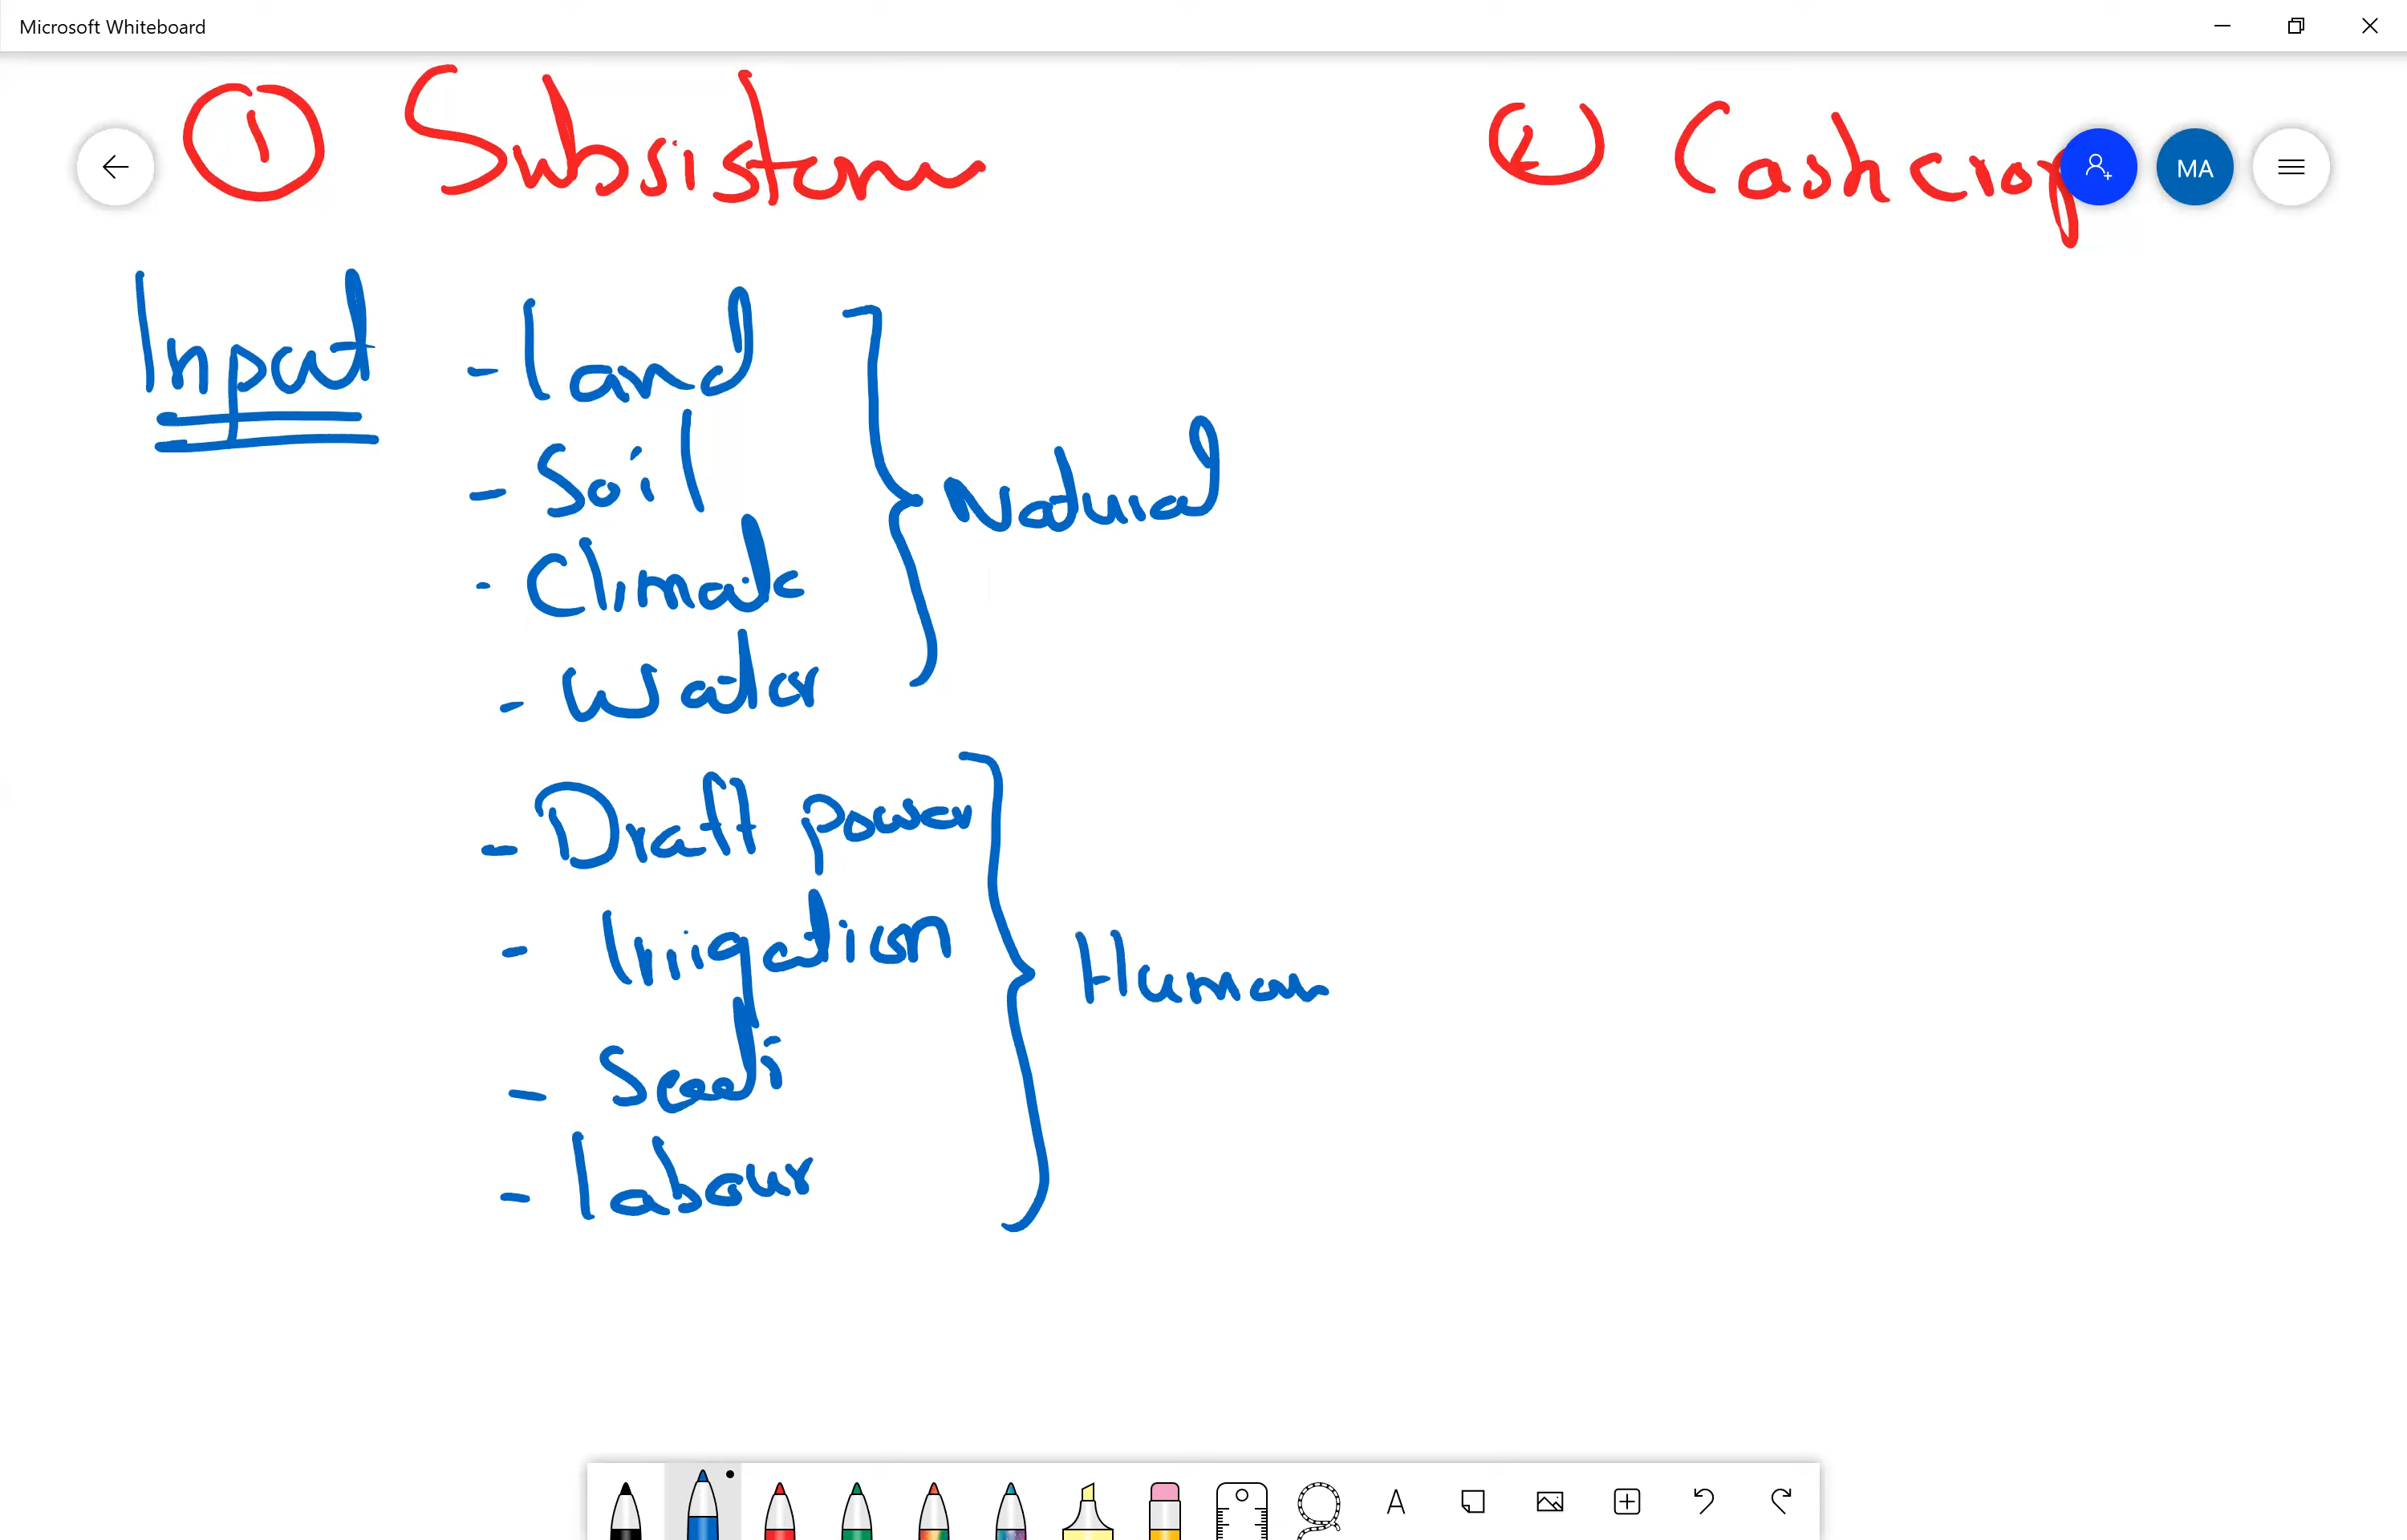 Microsoft Whiteboard
① Subsistence ② Cash crop
MA
Input - land
- Soil
Natural
- Climate
- Water
- Draft power
- Irrigation
Human
- Seeds
- labour
A